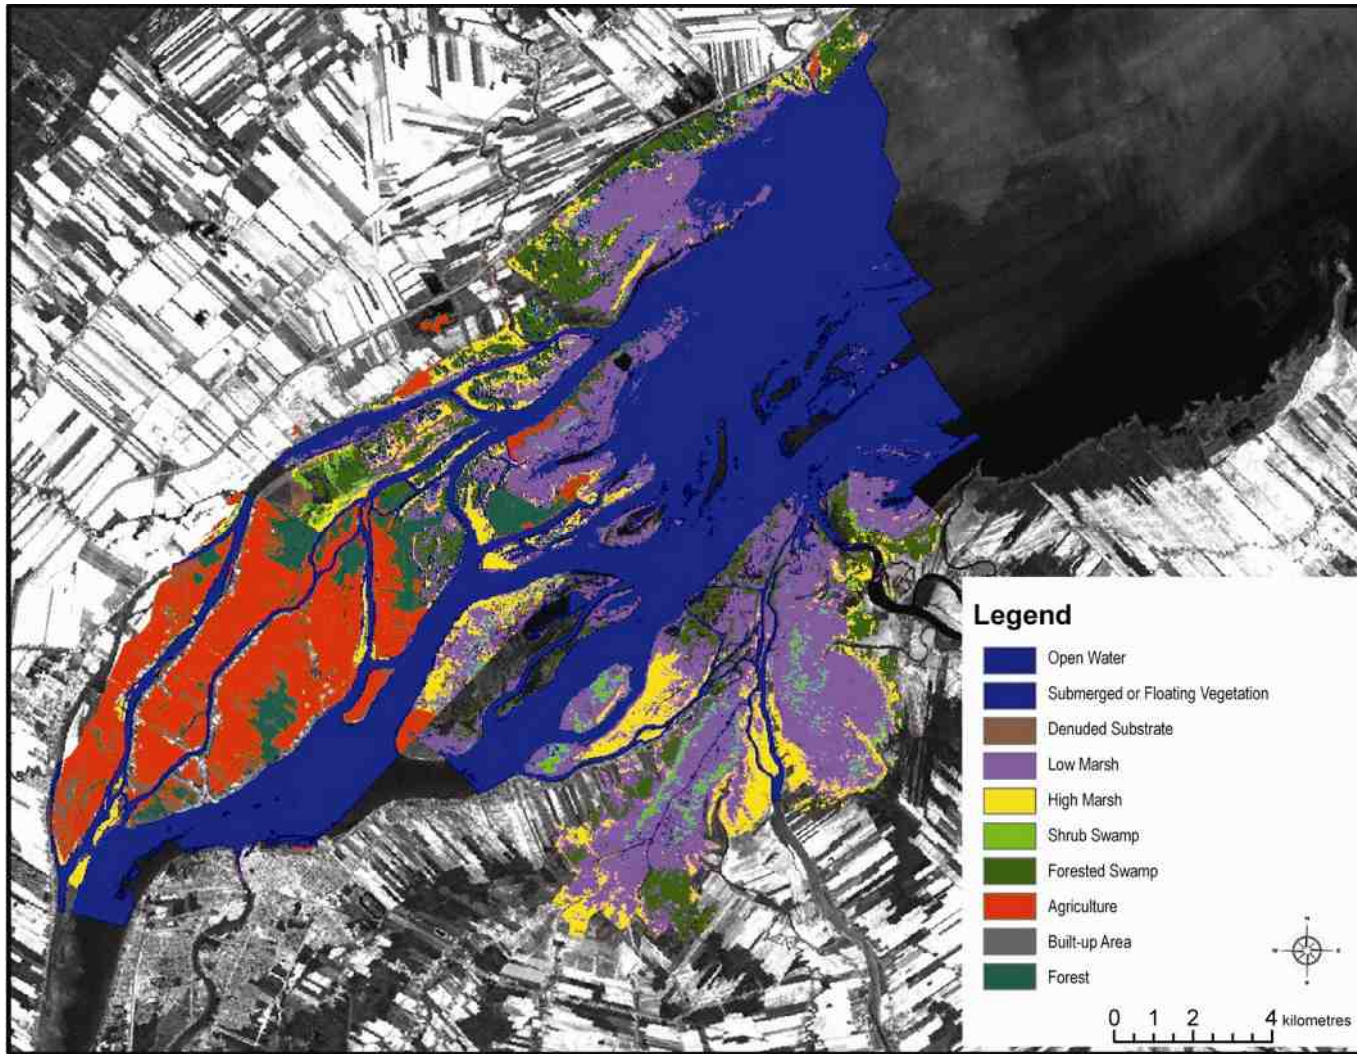 Legend
Open Water
Submerged or Floating Vegetation
Denuded Substrate
Low Marsh
High Marsh
Shrub Swamp
Forested Swamp
Agriculture
Built-up Area
Forest
0 1 2 4 kilometres